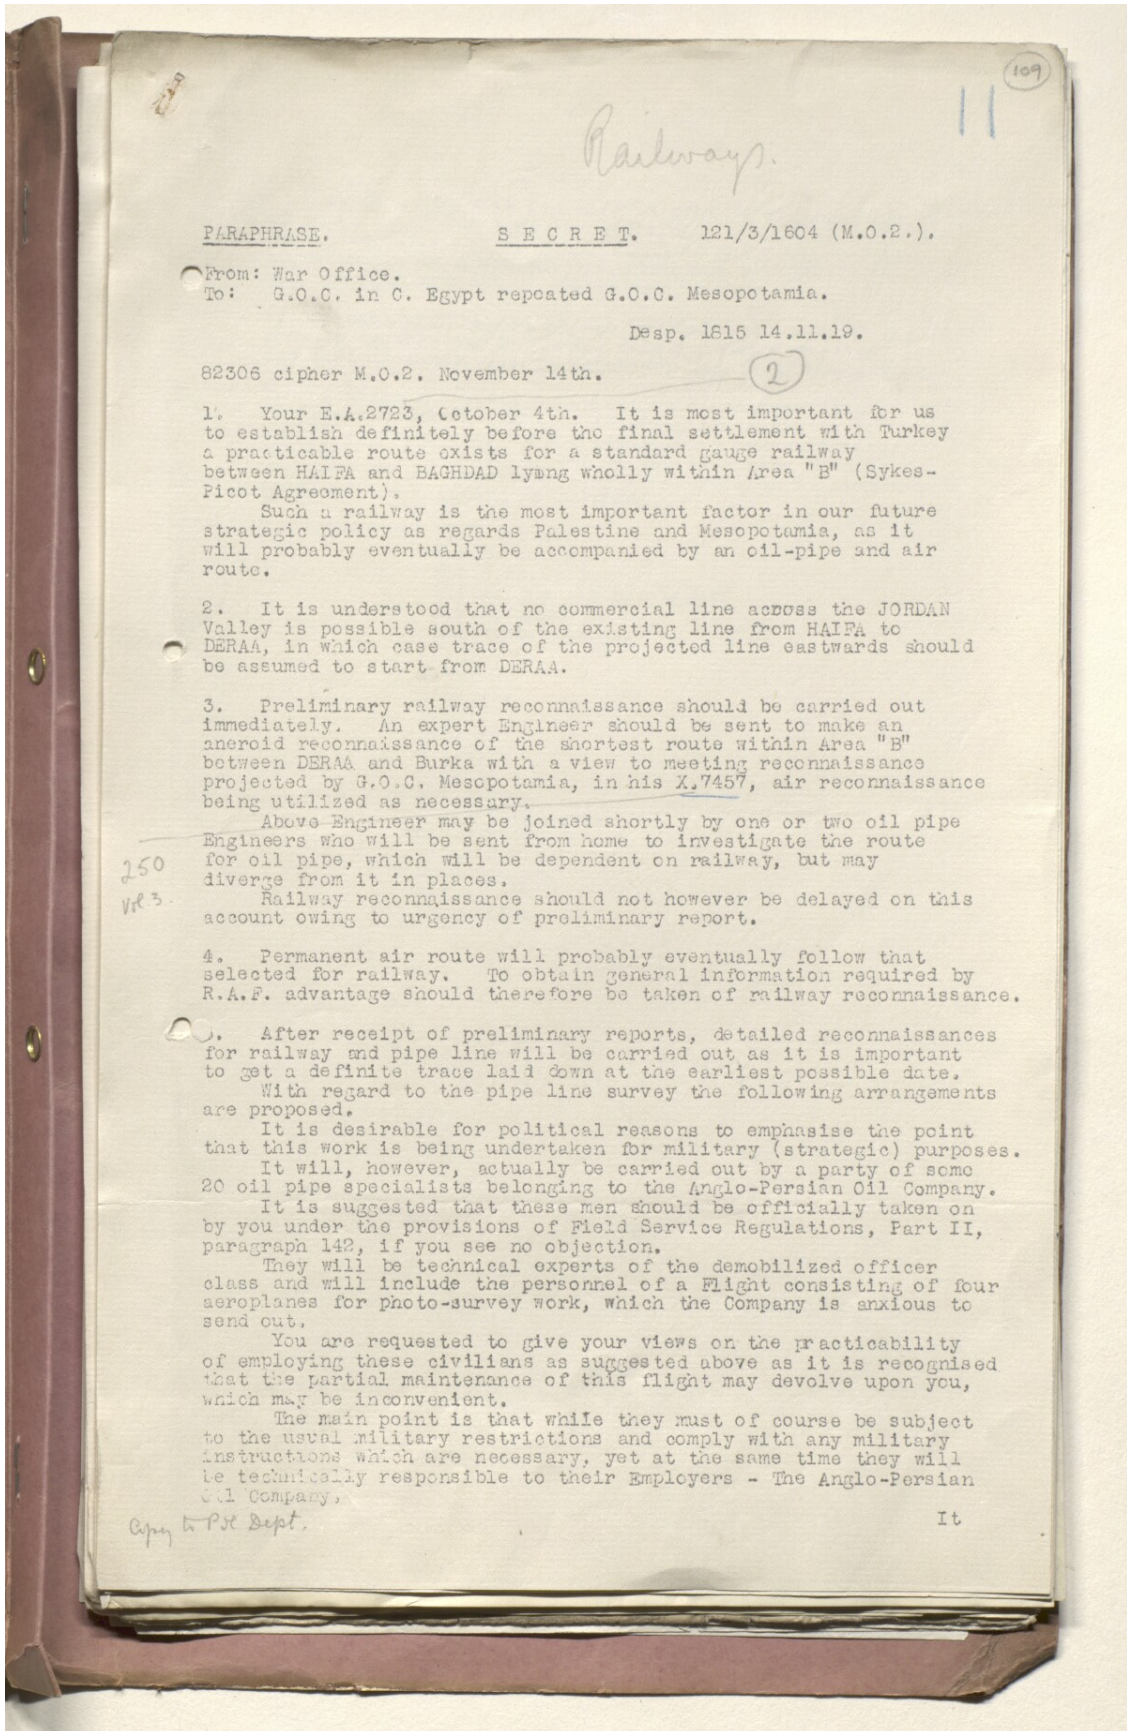 109
11
Railways.
PARAPHRASE. S E C R E T. 121/3/1604 (M.O.2.).
From: War Office.
To: G.O.C. in C. Egypt repeated G.O.C. Mesopotamia.
Desp. 1815 14.11.19.
82306 cipher M.O.2. November 14th. 2
1. Your E.A.2723, October 4th. It is most important for us
to establish definitely before the final settlement with Turkey
a practicable route exists for a standard gauge railway
between HAIFA and BAGHDAD lying wholly within Area "B" (Sykes-
Picot Agreement).
Such a railway is the most important factor in our future
strategic policy as regards Palestine and Mesopotamia, as it
will probably eventually be accompanied by an oil-pipe and air
route.
2. It is understood that no commercial line across the JORDAN
Valley is possible south of the existing line from HAIFA to
DERAA, in which case trace of the projected line eastwards should
be assumed to start from DERAA.
3. Preliminary railway reconnaissance should be carried out
immediately. An expert Engineer should be sent to make an
aneroid reconnaissance of the shortest route within Area "B"
between DERAA and Burka with a view to meeting reconnaissance
projected by G.O.C. Mesopotamia, in his X.7457, air reconnaissance
being utilized as necessary.
Above Engineer may be joined shortly by one or two oil pipe
Engineers who will be sent from home to investigate the route
for oil pipe, which will be dependent on railway, but may
diverge from it in places.
250
Vol. 3.
Railway reconnaissance should not however be delayed on this
account owing to urgency of preliminary report.
4. Permanent air route will probably eventually follow that
selected for railway. To obtain general information required by
R.A.F. advantage should therefore be taken of railway reconnaissance.
5. After receipt of preliminary reports, detailed reconnaissances
for railway and pipe line will be carried out as it is important
to get a definite trace laid down at the earliest possible date.
With regard to the pipe line survey the following arrangements
are proposed.
It is desirable for political reasons to emphasise the point
that this work is being undertaken for military (strategic) purposes.
It will, however, actually be carried out by a party of some
20 oil pipe specialists belonging to the Anglo-Persian Oil Company.
It is suggested that these men should be officially taken on
by you under the provisions of Field Service Regulations, Part II,
paragraph 142, if you see no objection.
They will be technical experts of the demobilized officer
class and will include the personnel of a Flight consisting of four
aeroplanes for photo-survey work, which the Company is anxious to
send out.
You are requested to give your views on the practicability
of employing these civilians as suggested above as it is recognised
that the partial maintenance of this flight may devolve upon you,
which may be inconvenient.
The main point is that while they must of course be subject
to the usual military restrictions and comply with any military
instructions which are necessary, yet at the same time they will
be technically responsible to their Employers - The Anglo-Persian
Oil Company.
Copy to Pol Dept.
It